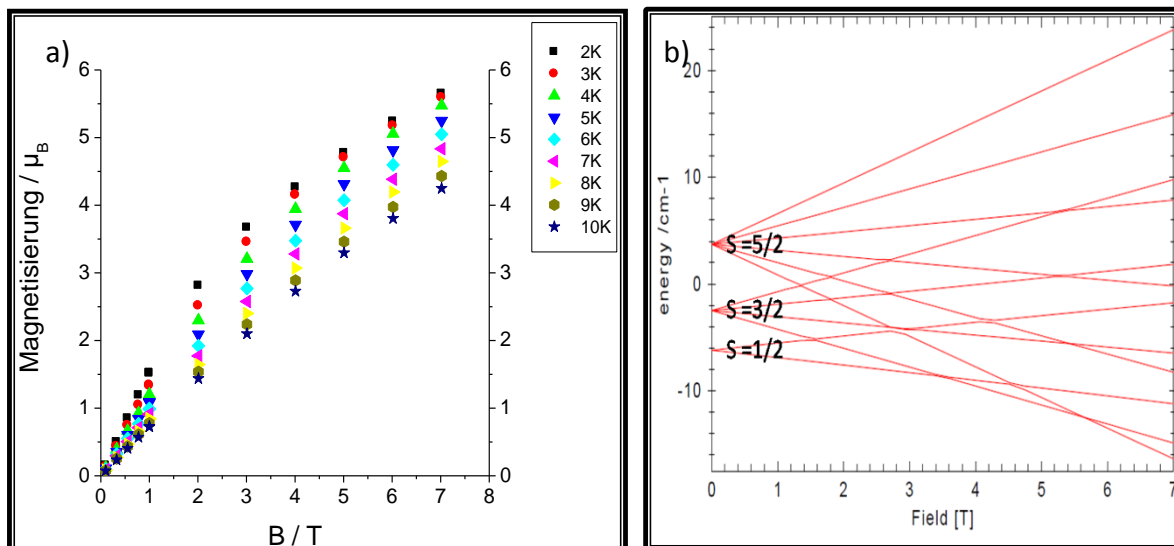 a)
Magnetisierung / μB
6
5
4
3
2
1
0
6
5
4
3
2
1
0
0 1 2 3 4 5 6 7 8
B / T
2K
3K
4K
5K
6K
7K
8K
9K
10K
b)
energy /cm-1
20
10
0
-10
S =5/2
S =3/2
S =1/2
0 1 2 3 4 5 6 7
Field [T]